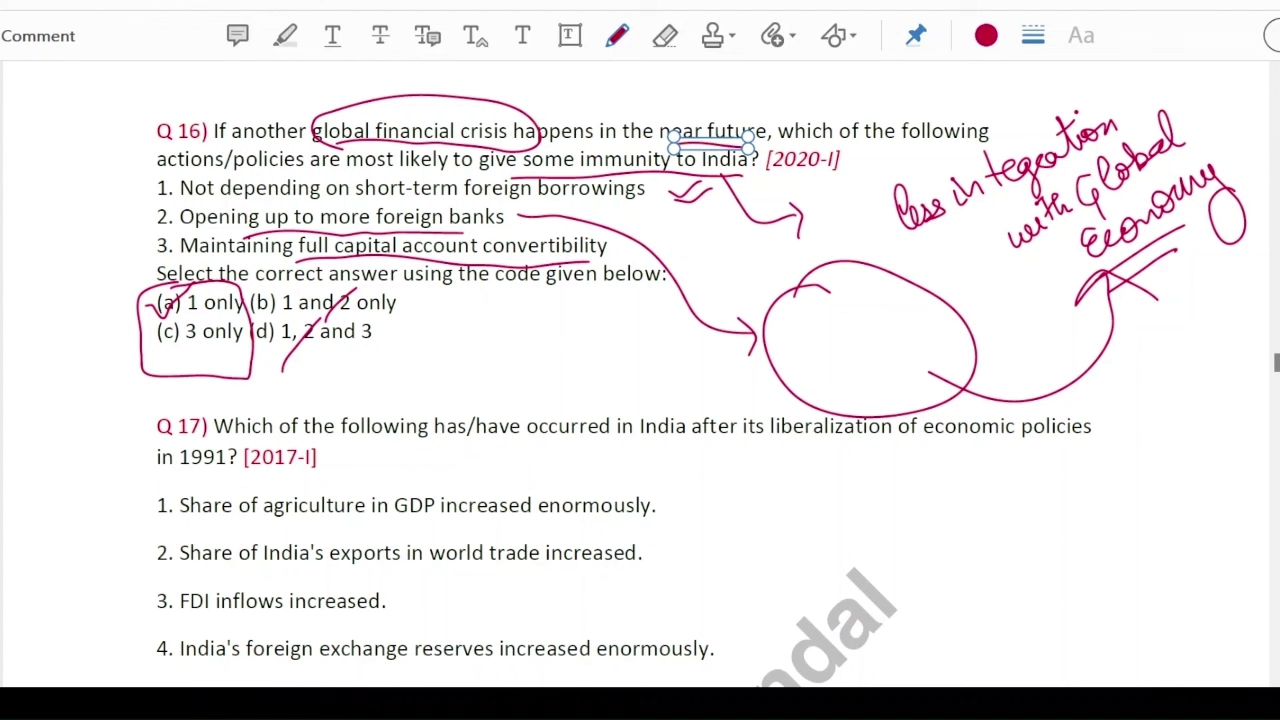 Comment
T T T T T Aa
Q 16) If another global financial crisis happens in the near future, which of the following
actions/policies are most likely to give some immunity to India? [2020-I]
1. Not depending on short-term foreign borrowings
2. Opening up to more foreign banks
3. Maintaining full capital account convertibility
Select the correct answer using the code given below:
(a) 1 only (b) 1 and 2 only
(c) 3 only (d) 1, 2 and 3
less integration
with Global
Economy
Q 17) Which of the following has/have occurred in India after its liberalization of economic policies
in 1991? [2017-I]
1. Share of agriculture in GDP increased enormously.
2. Share of India's exports in world trade increased.
3. FDI inflows increased.
4. India's foreign exchange reserves increased enormously.